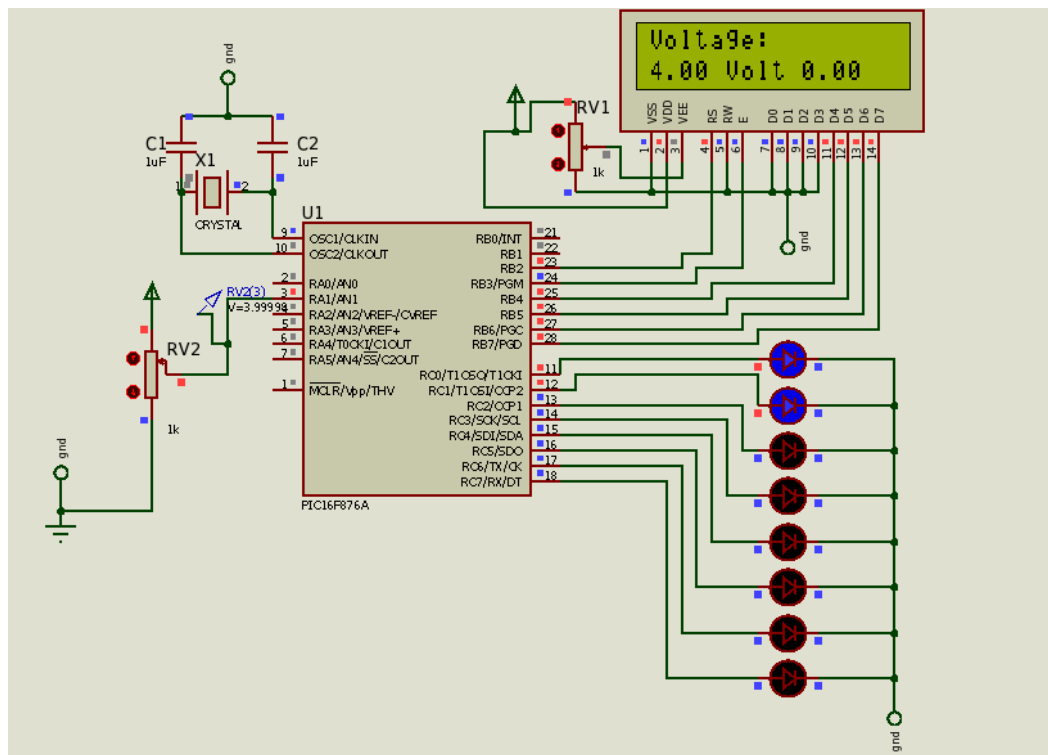 gnd
C1
1uF
C2
1uF
X1
1
2
CRYSTAL
Voltage:
4.00 Volt 0.00
VSS
VDD
VEE
RS
RW
E
D0
D1
D2
D3
D4
D5
D6
D7
1
2
3
4
5
6
7
8
9
10
11
12
13
14
RV1
1k
gnd
U1
9 OSC1/CLKIN
10 OSC2/CLKOUT
2 RA0/AN0
3 RA1/AN1
4 RA2/AN2/VREF-/CVREF
5 RA3/AN3/VREF+
6 RA4/T0CKI/C1OUT
7 RA5/AN4/SS/C2OUT
1 MCLR/Vpp/THV
RB0/INT 21
RB1 22
RB2 23
RB3/PGM 24
RB4 25
RB5 26
RB6/PGC 27
RB7/PGD 28
RC0/T1OSO/T1CKI 11
RC1/T1OSI/CCP2 12
RC2/CCP1 13
RC3/SCK/SCL 14
RC4/SDI/SDA 15
RC5/SDO 16
RC6/TX/CK 17
RC7/RX/DT 18
PIC16F876A
RV2(3)
RV2
1k
gnd
gnd